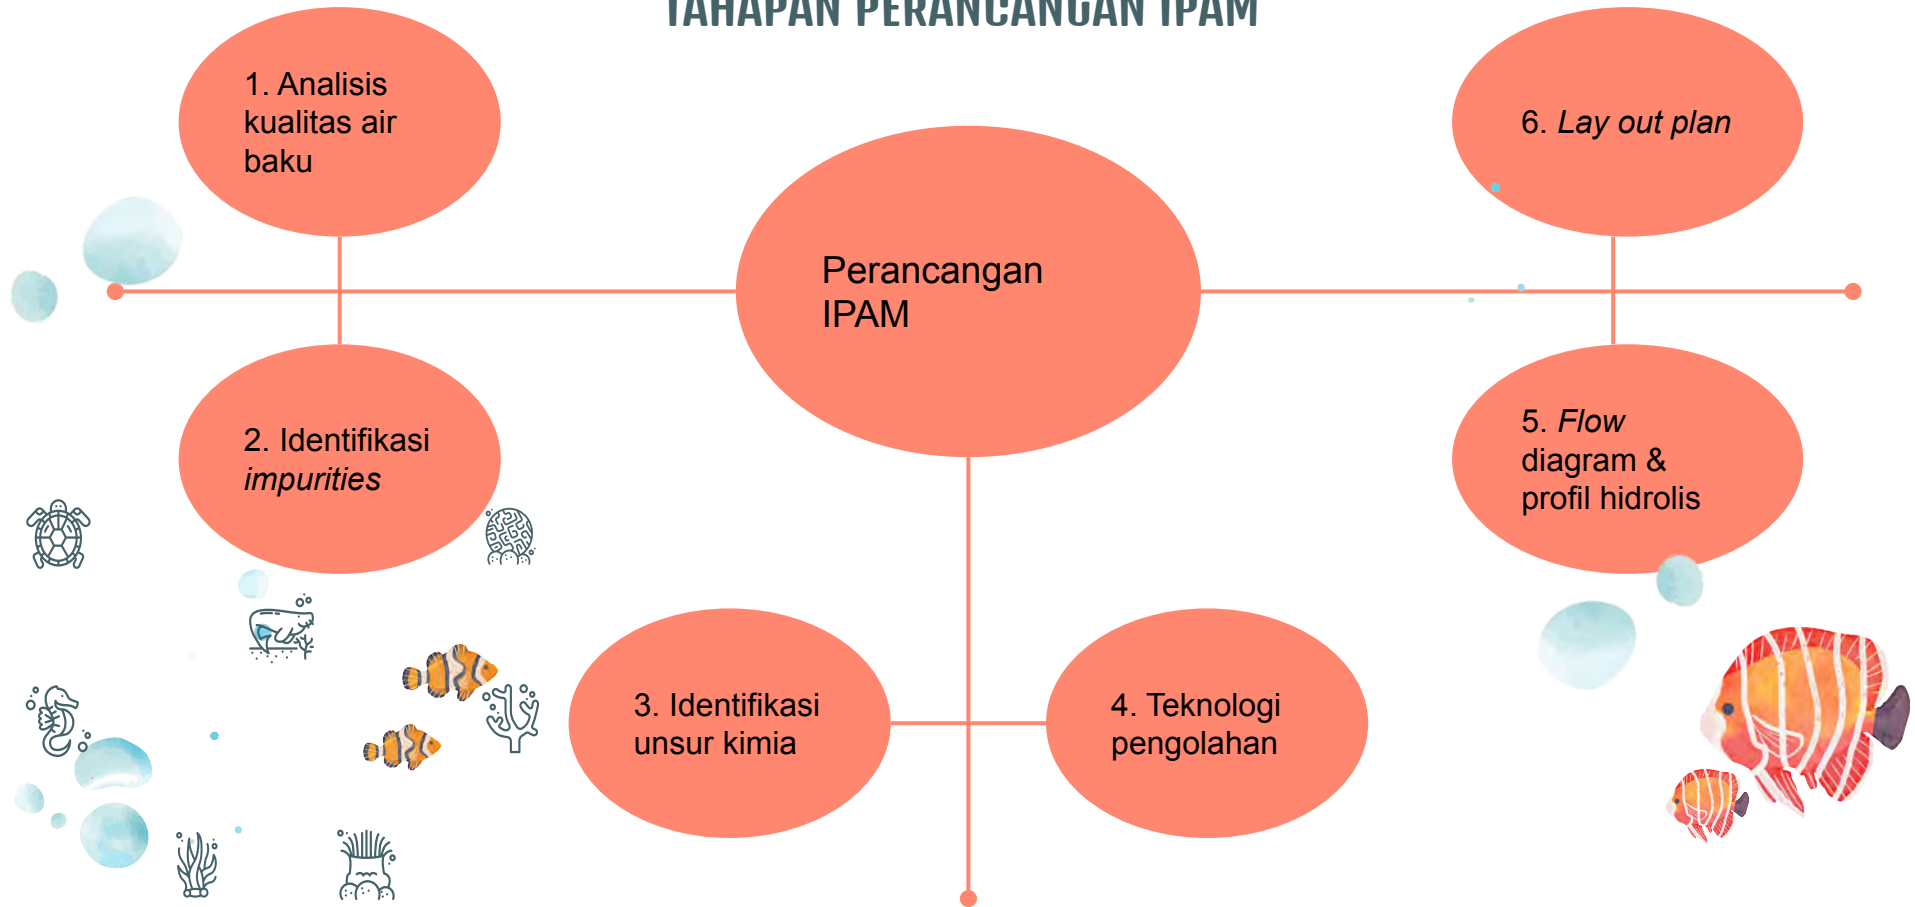 TAHAPAN PERANCANGAN IPAM
1. Analisis
kualitas air
baku
2. Identifikasi
impurities
Perancangan
IPAM
3. Identifikasi
unsur kimia
4. Teknologi
pengolahan
5. Flow
diagram &
profil hidrolis
6. Lay out plan